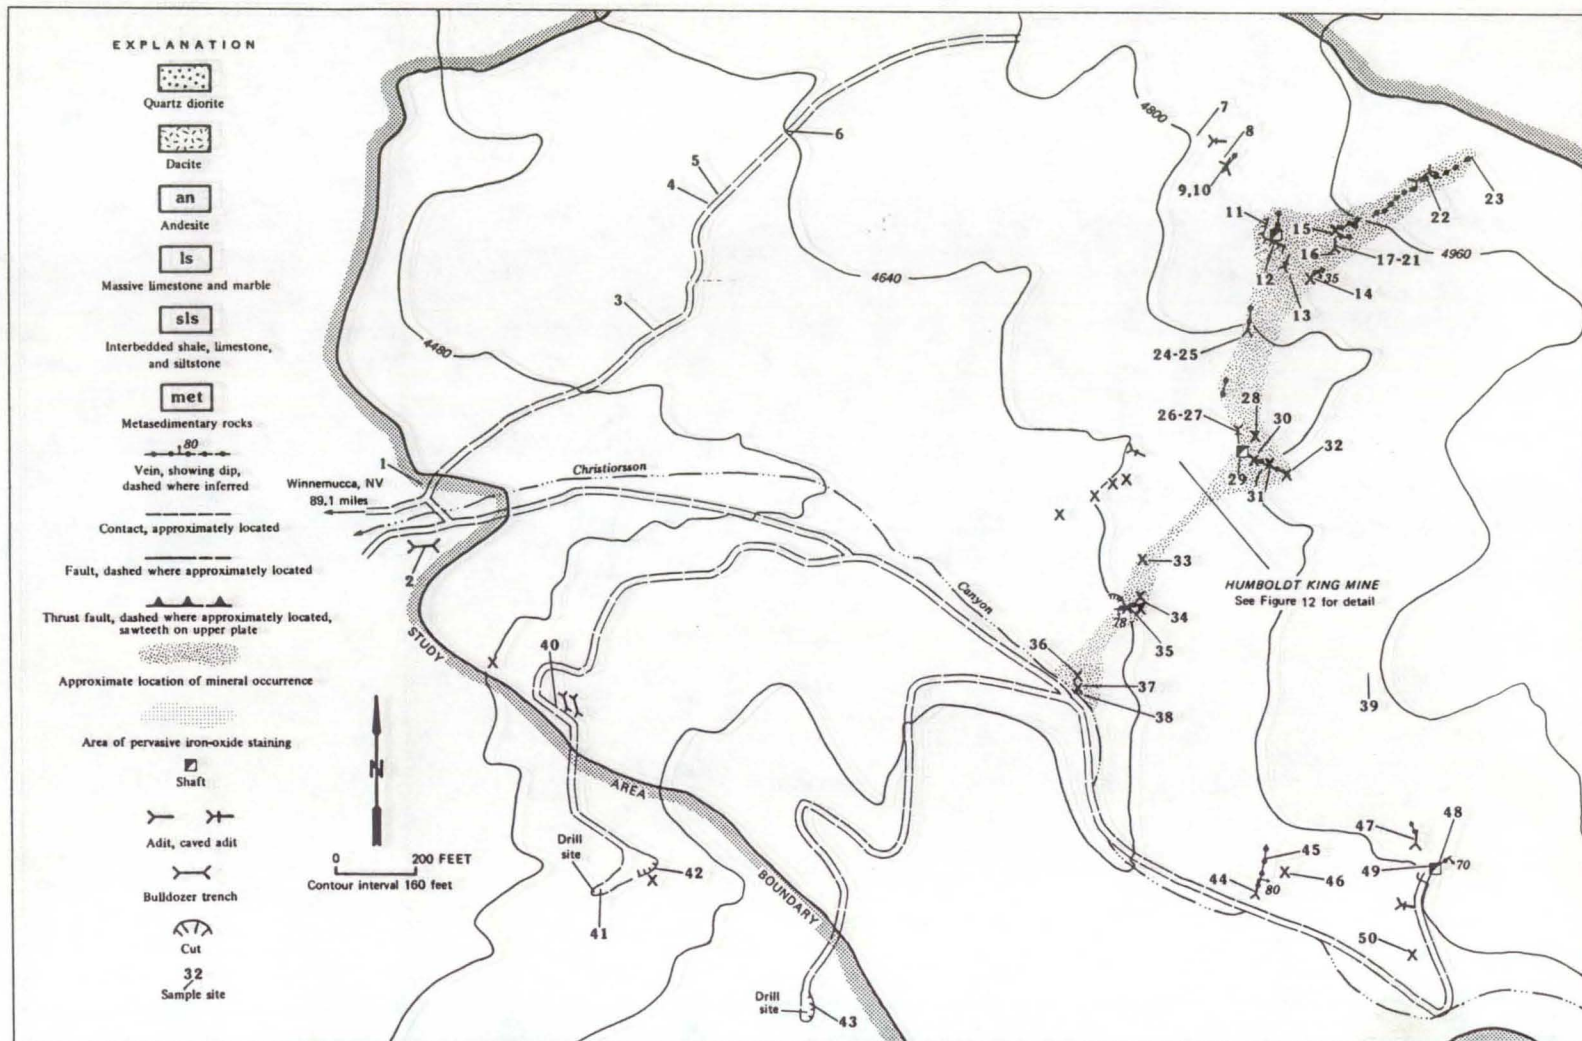 EXPLANATION
Quartz diorite
Dacite
an
Andesite
ls
Massive limestone and marble
sls
Interbedded shale, limestone,
and siltstone
met
Metasedimentary rocks
80
Vein, showing dip,
dashed where inferred
Contact, approximately located
Fault, dashed where approximately located
Thrust fault, dashed where approximately located,
sawteeth on upper plate
Approximate location of mineral occurrence
Area of pervasive iron-oxide staining
Shaft
Adit, caved adit
Bulldozer trench
Cut
32
Sample site
N
0 200 FEET
Contour interval 160 feet
Winnemucca, NV
89.1 miles
1
2
3
4
5
6
7
8
9,10
11
12
13
14
15
16
17-21
22
23
24-25
26-27
28
29
30
31
32
33
34
35
36
37
38
39
40
41
42
43
44
45
46
47
48
49
50
4480
4640
4800
4960
35
78
80
70
Christiorsson
Canyon
HUMBOLDT KING MINE
See Figure 12 for detail
STUDY
AREA
BOUNDARY
Drill
site
Drill
site